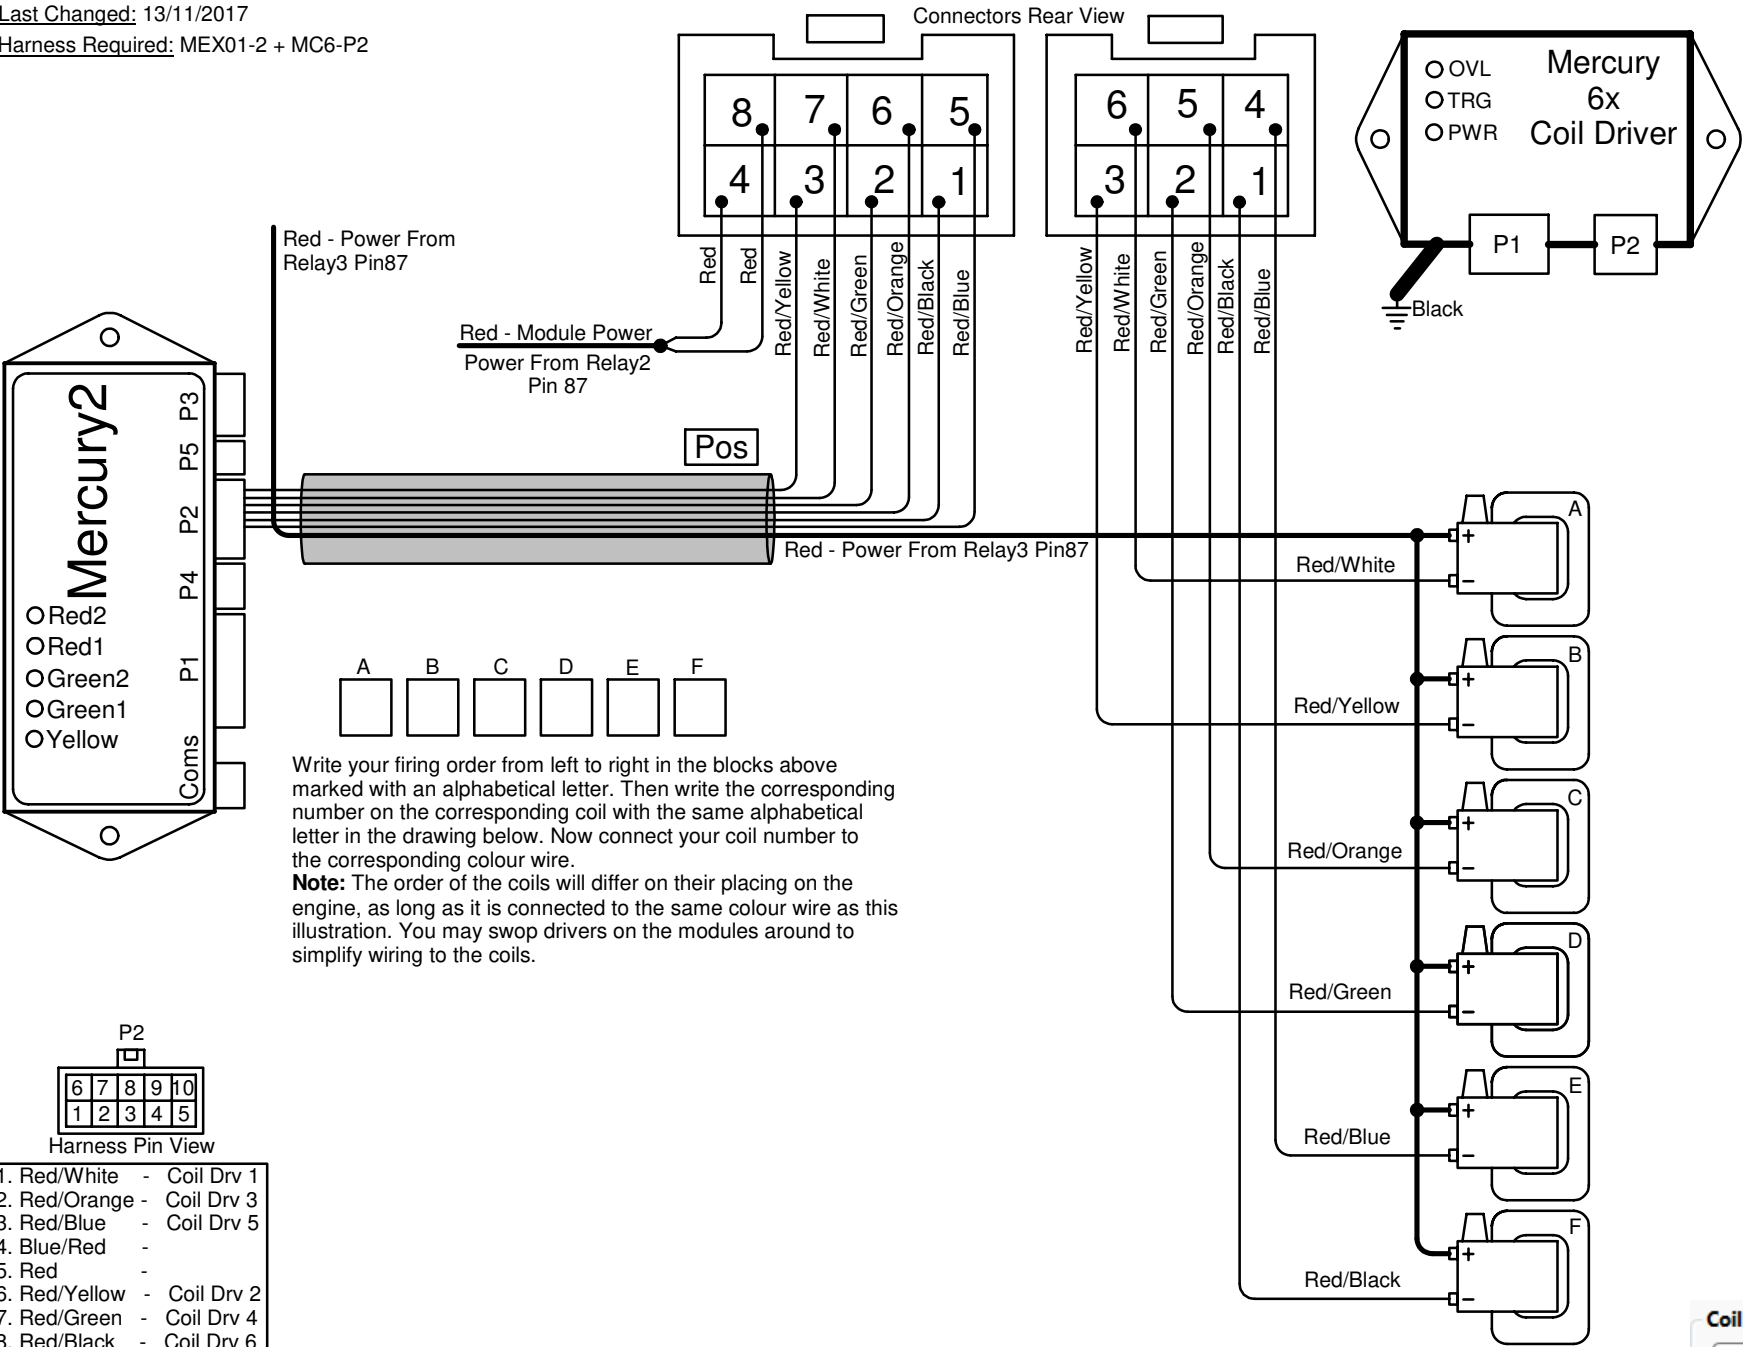 Last Changed: 13/11/2017
Harness Required: MEX01-2 + MC6-P2
Connectors Rear View
8 7 6 5
4 3 2 1
6 5 4
3 2 1
OVL
TRG
PWR
Mercury
6x
Coil Driver
P1
P2
Black
Red - Power From
Relay3 Pin87
Red
Red
Red/Yellow
Red/White
Red/Green
Red/Orange
Red/Black
Red/Blue
Red/Yellow
Red/White
Red/Green
Red/Orange
Red/Black
Red/Blue
Red - Module Power
Power From Relay2
Pin 87
Mercury2
P3
P5
P2
P4
P1
Coms
Red2
Red1
Green2
Green1
Yellow
Pos
Red - Power From Relay3 Pin87
A B C D E F
Write your firing order from left to right in the blocks above
marked with an alphabetical letter. Then write the corresponding
number on the corresponding coil with the same alphabetical
letter in the drawing below. Now connect your coil number to
the corresponding colour wire.
Note: The order of the coils will differ on their placing on the
engine, as long as it is connected to the same colour wire as this
illustration. You may swop drivers on the modules around to
simplify wiring to the coils.
A
+
Red/White
−
B
+
Red/Yellow
−
C
+
Red/Orange
−
D
+
Red/Green
−
E
+
Red/Blue
−
F
+
Red/Black
−
P2
6 7 8 9 10
1 2 3 4 5
Harness Pin View
1. Red/White - Coil Drv 1
2. Red/Orange - Coil Drv 3
3. Red/Blue - Coil Drv 5
4. Blue/Red -
5. Red -
6. Red/Yellow - Coil Drv 2
7. Red/Green - Coil Drv 4
8. Red/Black - Coil Drv 6
Coil